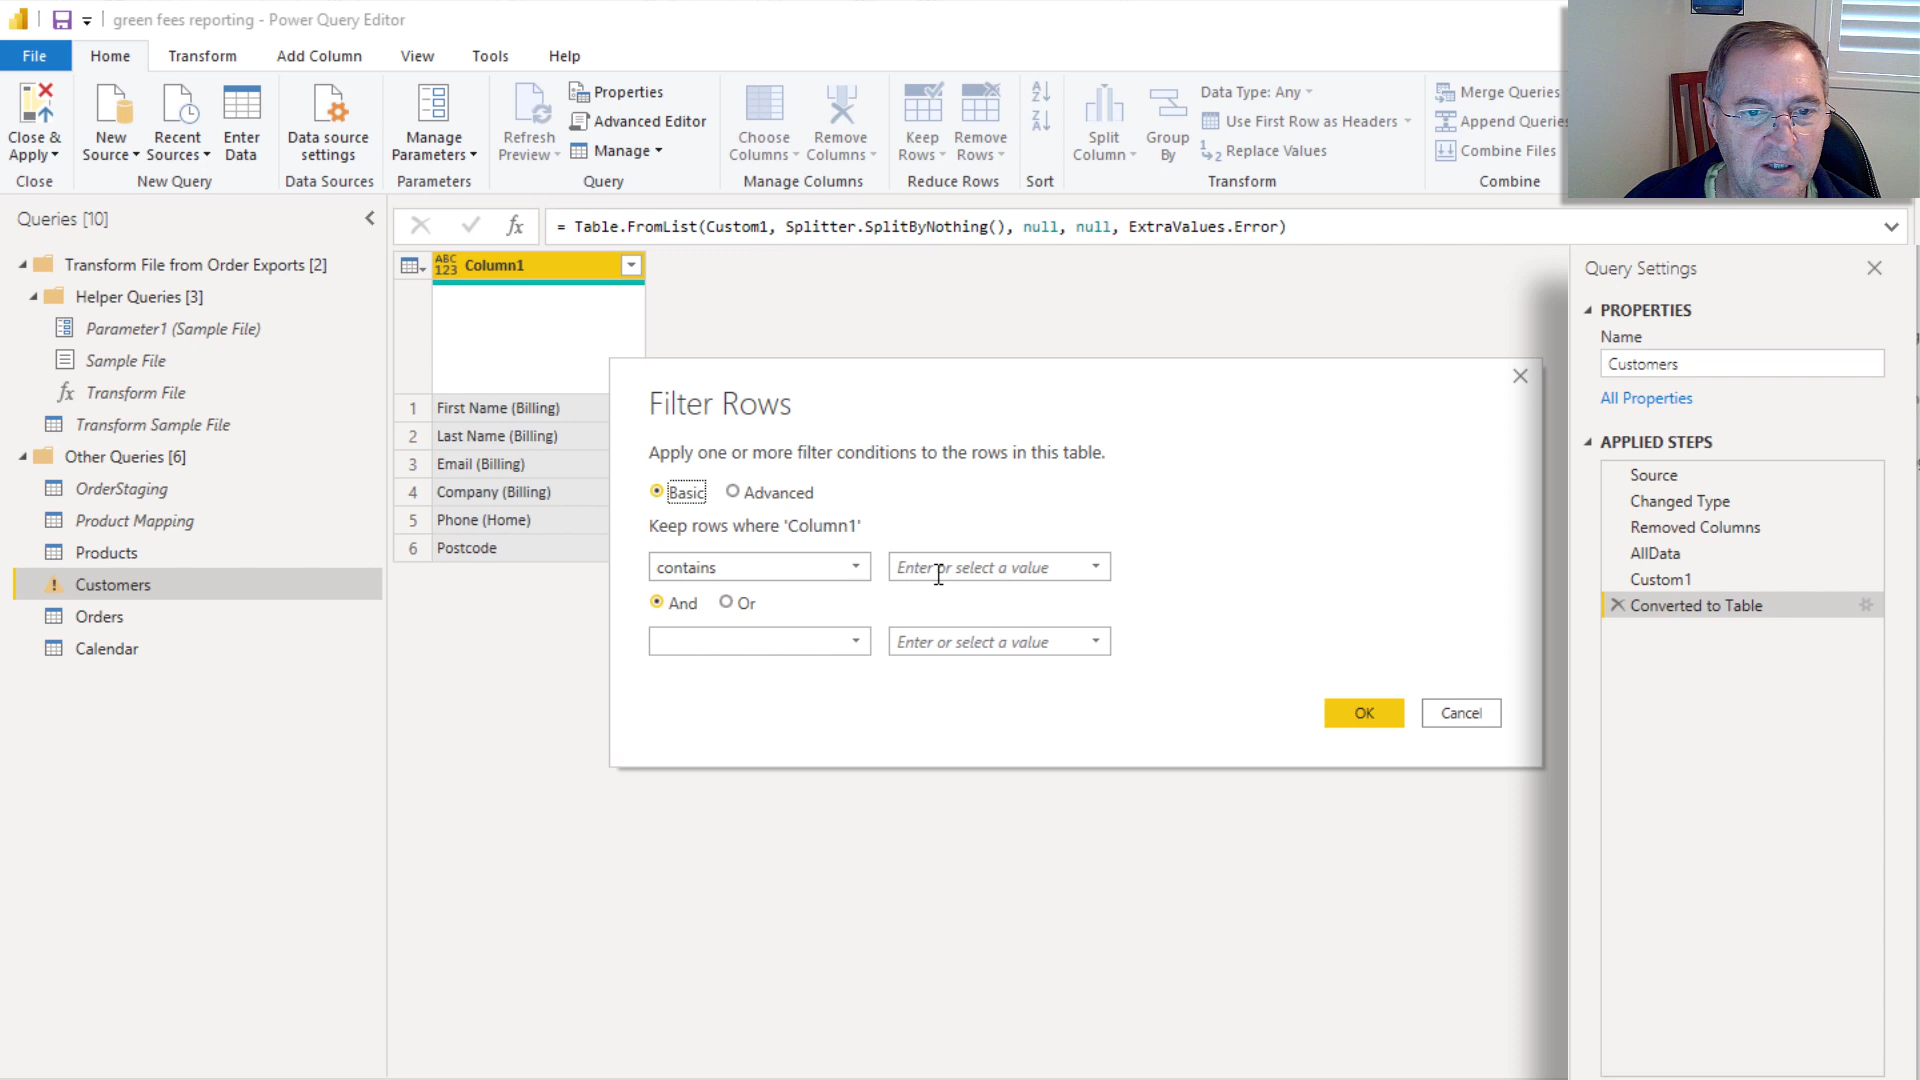 green fees reporting - Power Query Editor
File Home Transform Add Column View Tools Help
Close & Apply
New Source
Recent Sources
Enter Data
Data source settings
Manage Parameters
Refresh Preview
Properties
Advanced Editor
Manage
Choose Columns
Remove Columns
Keep Rows
Remove Rows
Split Column
Group By
Data Type: Any
Use First Row as Headers
Replace Values
Merge Queries
Append Queries
Combine Files
Close New Query Data Sources Parameters Query Manage Columns Reduce Rows Sort Transform Combine
Queries [10]
Transform File from Order Exports [2]
Helper Queries [3]
Parameter1 (Sample File)
Sample File
fx Transform File
Transform Sample File
Other Queries [6]
OrderStaging
Product Mapping
Products
Customers
Orders
Calendar
fx = Table.FromList(Custom1, Splitter.SplitByNothing(), null, null, ExtraValues.Error)
ABC 123 Column1
1 First Name (Billing)
2 Last Name (Billing)
3 Email (Billing)
4 Company (Billing)
5 Phone (Home)
6 Postcode
Filter Rows
Apply one or more filter conditions to the rows in this table.
Basic Advanced
Keep rows where 'Column1'
contains Enter or select a value
And Or
Enter or select a value
OK Cancel
Query Settings
PROPERTIES
Name
Customers
All Properties
APPLIED STEPS
Source
Changed Type
Removed Columns
AllData
Custom1
Converted to Table